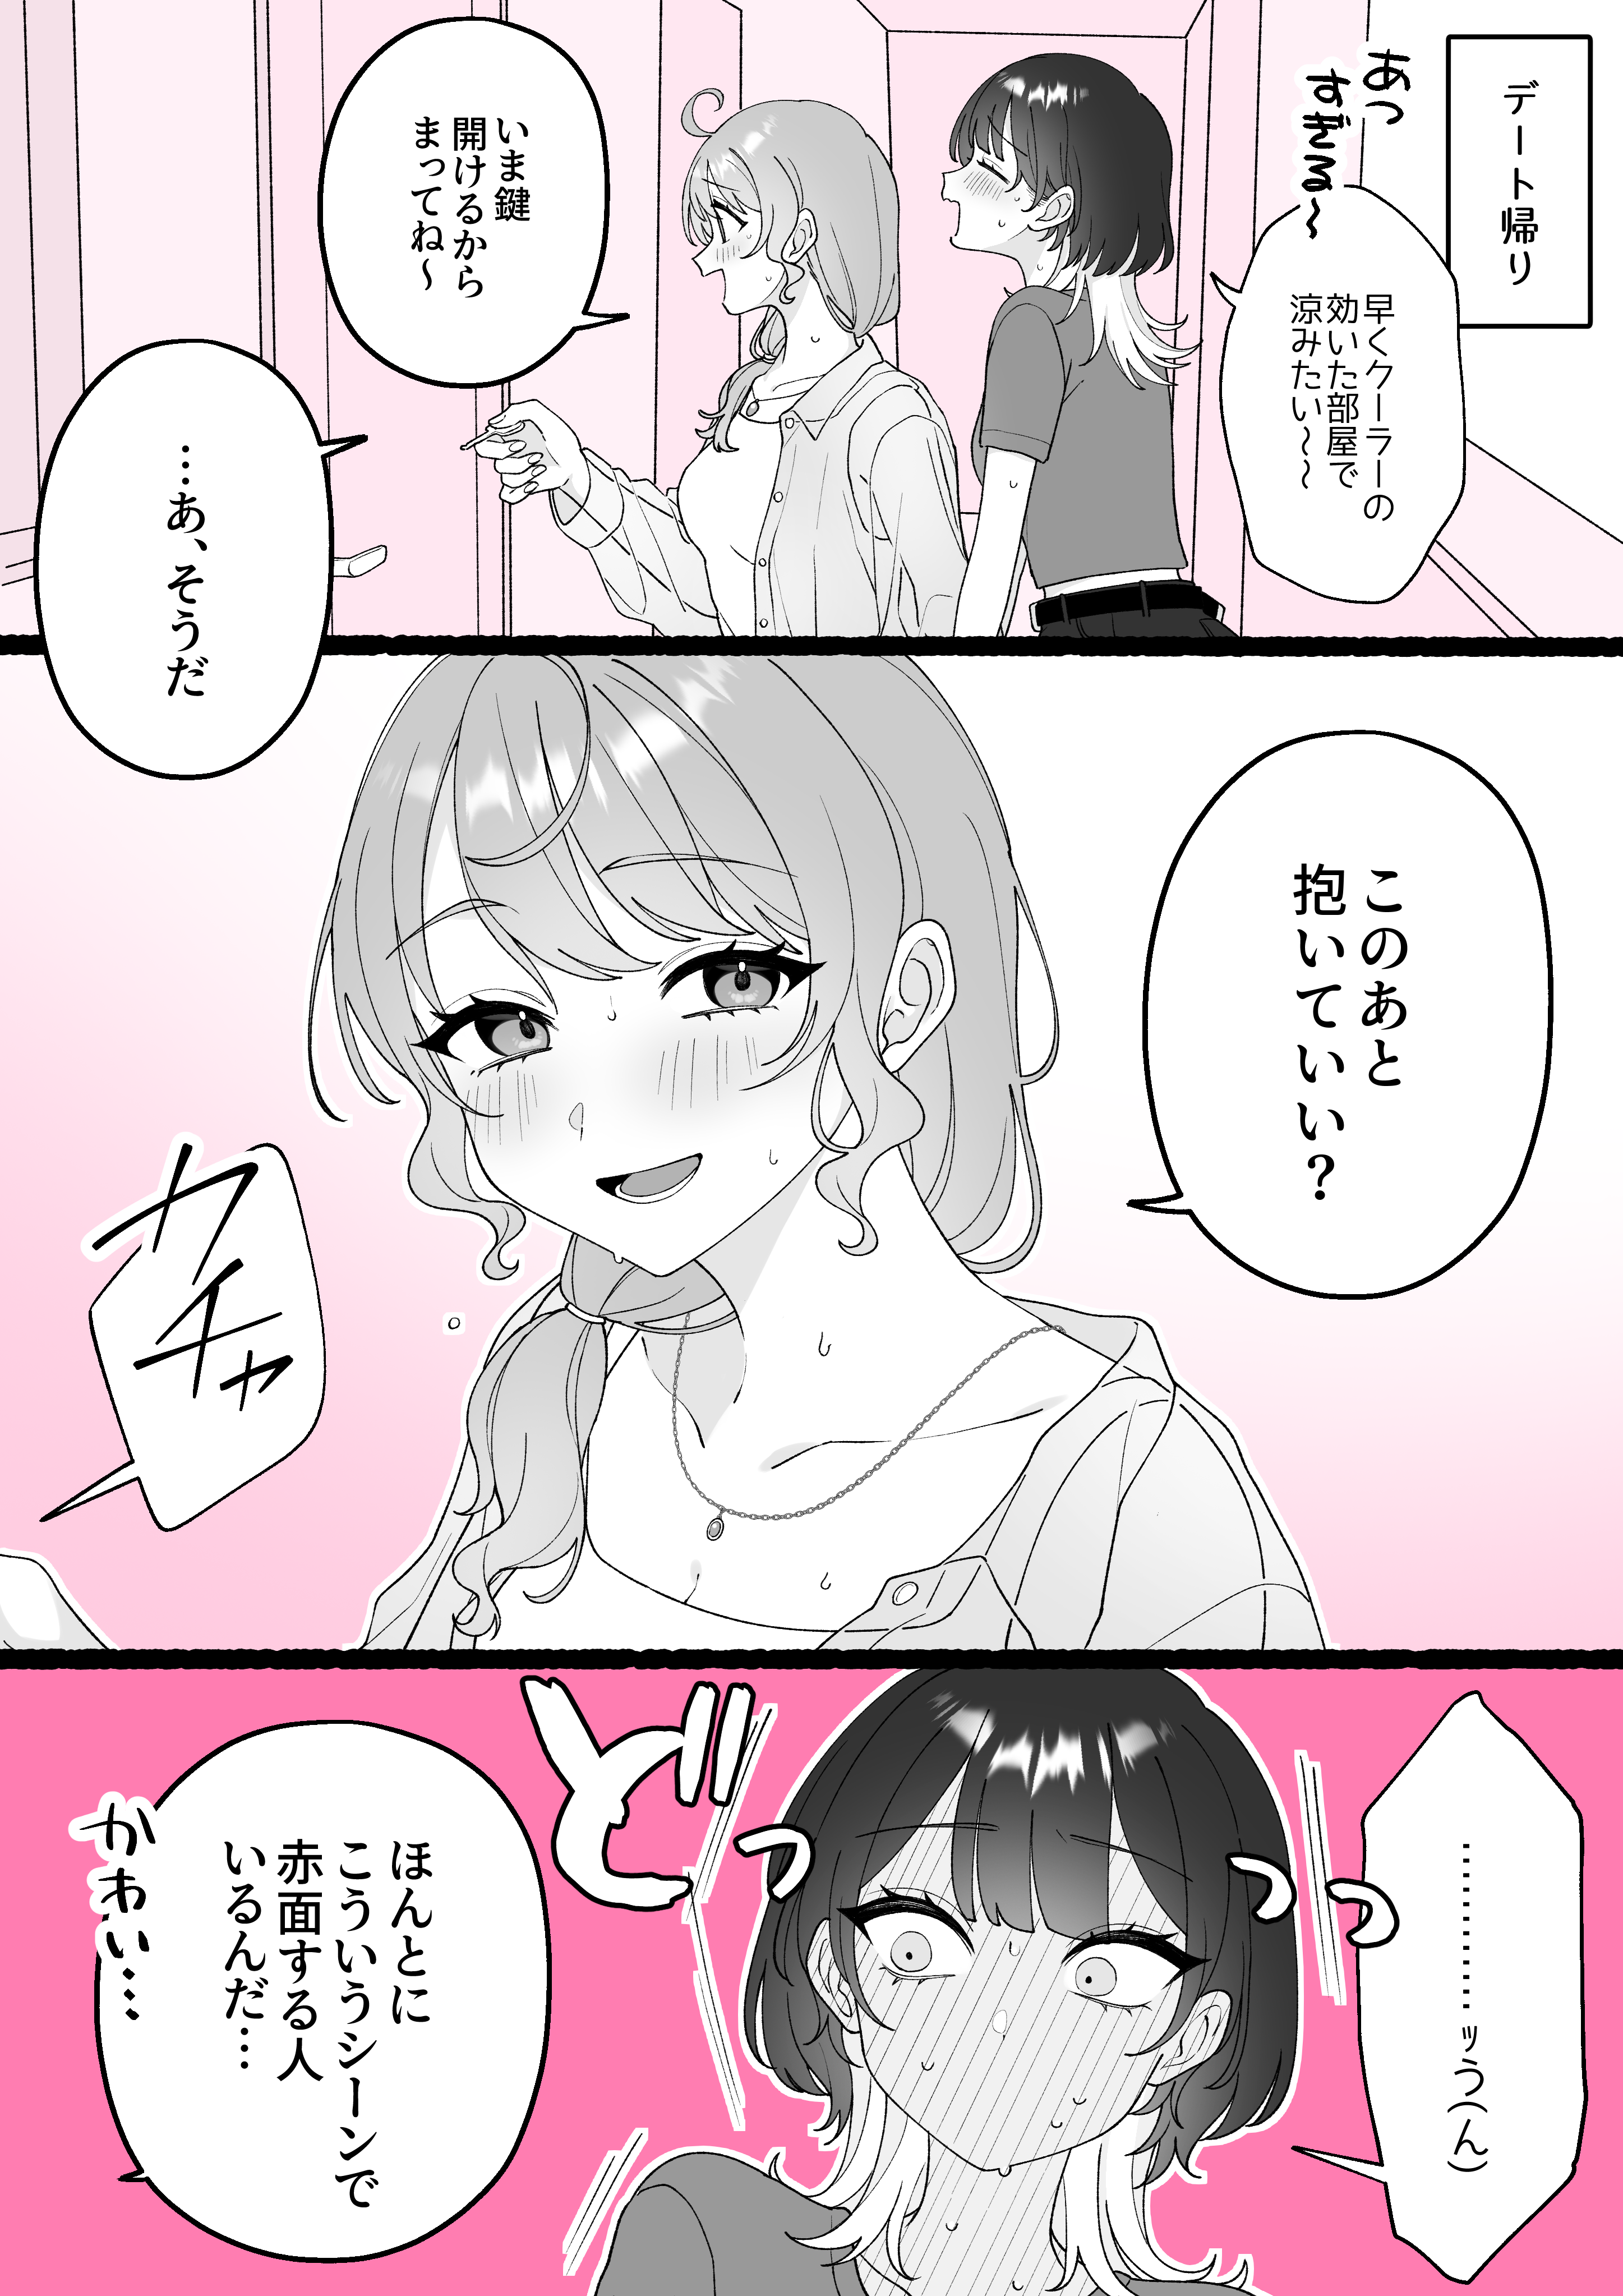 デート帰り
あっ
すぎる〜
早くクーラーの
効いた部屋で
涼みたい〜〜
いま鍵
開けるから
まってね〜
…あ、そうだ
このあと
抱いていい？
カチャ
…………ッう(ん)
どっっっ
ほんとに
こういうシーンで
赤面する人
いるんだ…
かわい…